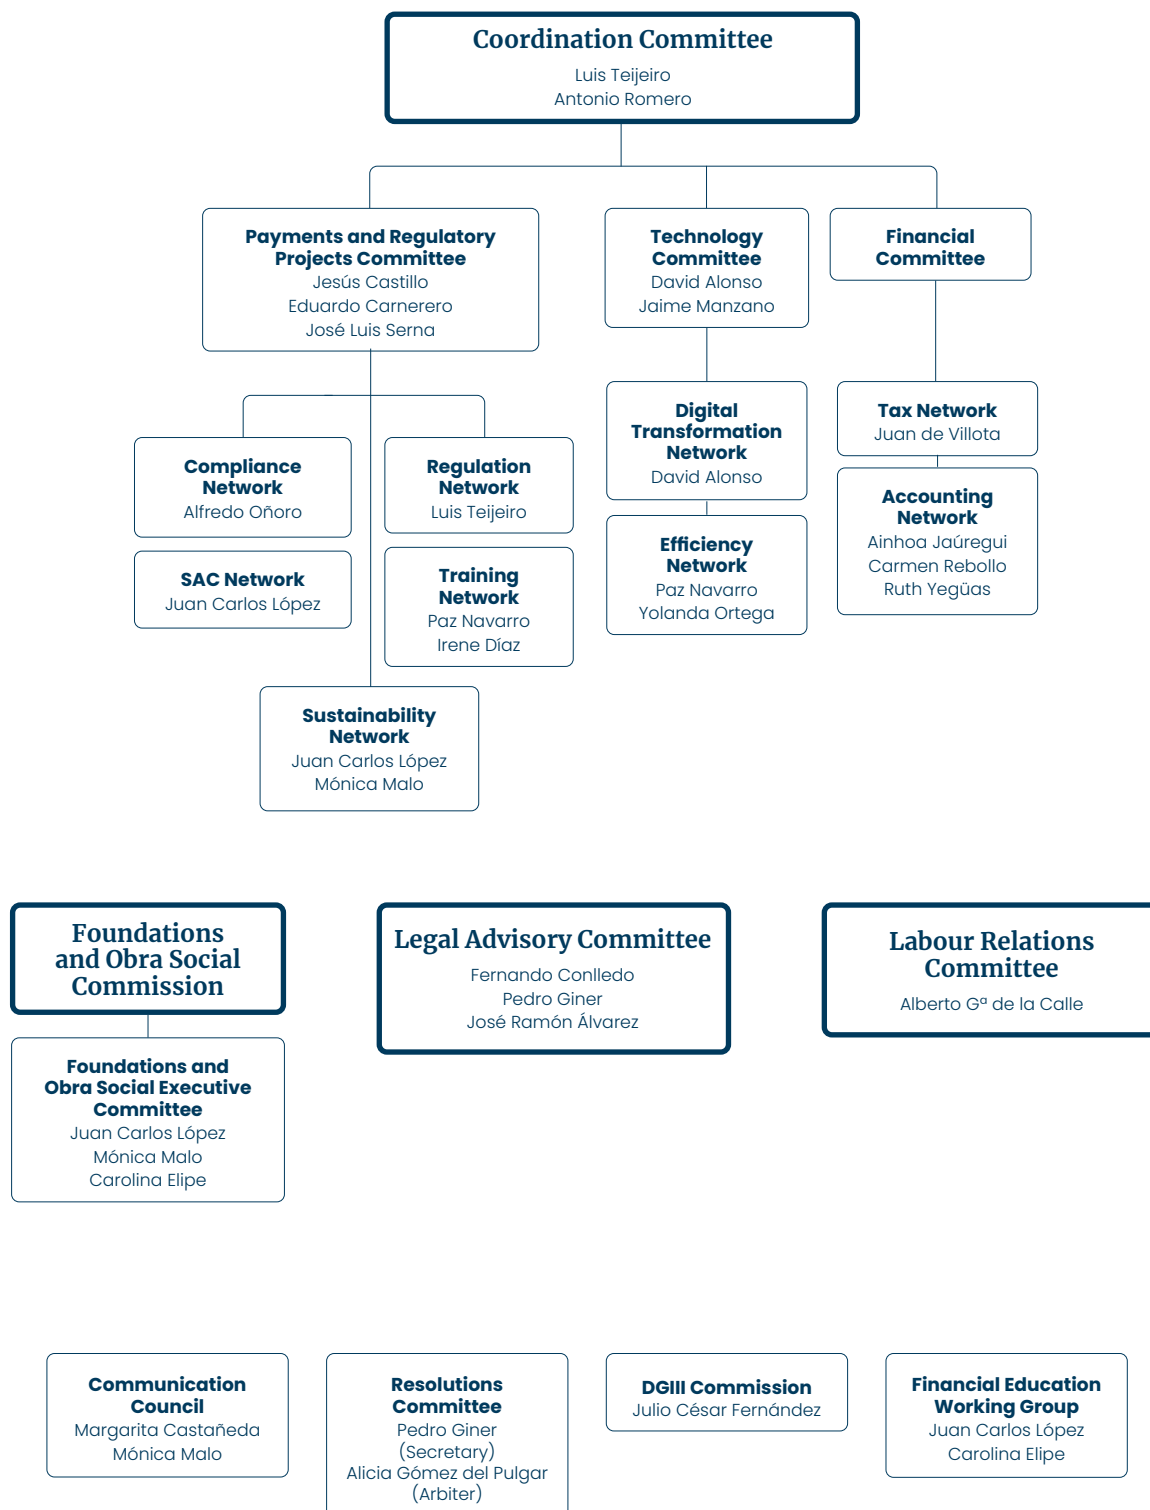 Coordination Committee
Luis Teijeiro
Antonio Romero
Payments and Regulatory
Projects Committee
Jesús Castillo
Eduardo Carnerero
José Luis Serna
Technology
Committee
David Alonso
Jaime Manzano
Financial
Committee
Compliance
Network
Alfredo Oñoro
Regulation
Network
Luis Teijeiro
SAC Network
Juan Carlos López
Training
Network
Paz Navarro
Irene Díaz
Sustainability
Network
Juan Carlos López
Mónica Malo
Digital
Transformation
Network
David Alonso
Efficiency
Network
Paz Navarro
Yolanda Ortega
Tax Network
Juan de Villota
Accounting
Network
Ainhoa Jaúregui
Carmen Rebollo
Ruth Yegüas
Foundations
and Obra Social
Commission
Foundations and
Obra Social Executive
Committee
Juan Carlos López
Mónica Malo
Carolina Elipe
Legal Advisory Committee
Fernando Conlledo
Pedro Giner
José Ramón Álvarez
Labour Relations
Committee
Alberto Gª de la Calle
Communication
Council
Margarita Castañeda
Mónica Malo
Resolutions
Committee
Pedro Giner
(Secretary)
Alicia Gómez del Pulgar
(Arbiter)
DGIII Commission
Julio César Fernández
Financial Education
Working Group
Juan Carlos López
Carolina Elipe